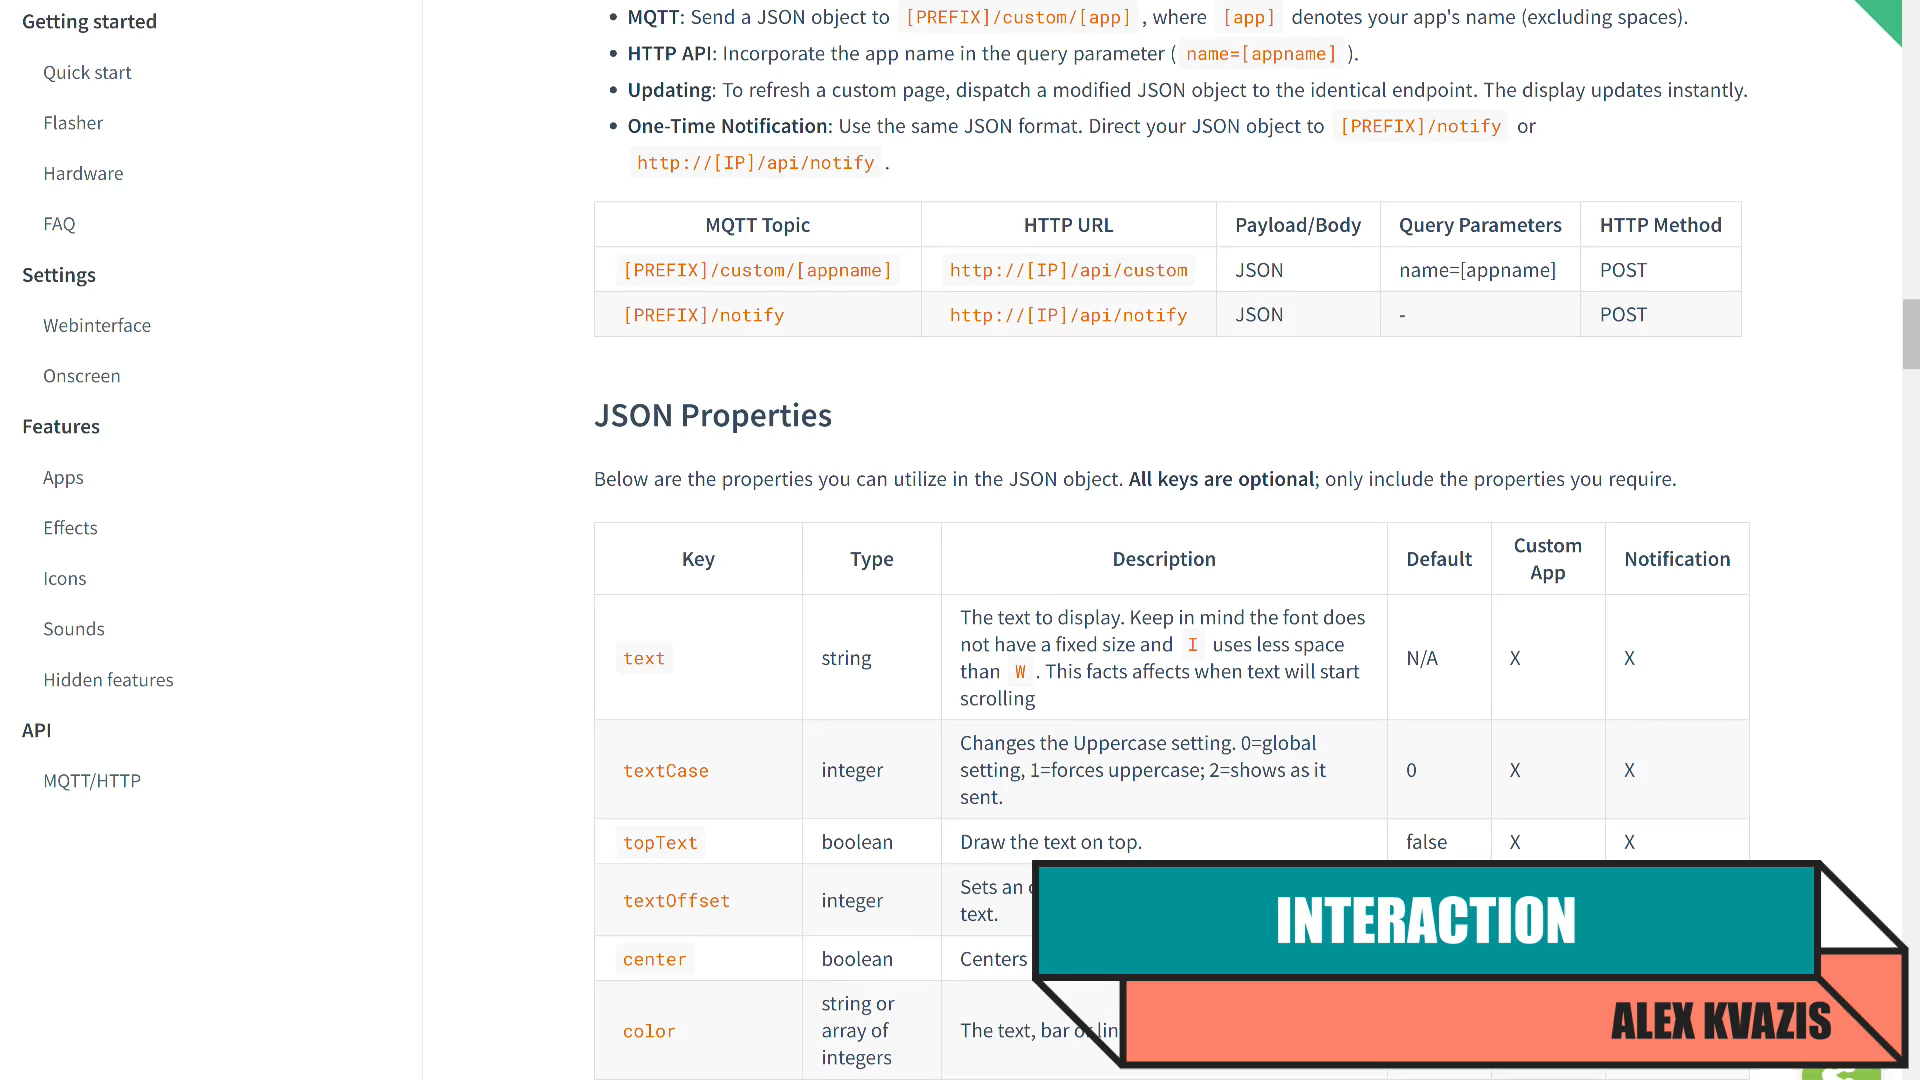 Getting started
Quick start
Flasher
Hardware
FAQ
Settings
Webinterface
Onscreen
Features
Apps
Effects
Icons
Sounds
Hidden features
API
MQTT/HTTP
MQTT: Send a JSON object to [PREFIX]/custom/[app] , where [app] denotes your app's name (excluding spaces).
HTTP API: Incorporate the app name in the query parameter ( name=[appname] ).
Updating: To refresh a custom page, dispatch a modified JSON object to the identical endpoint. The display updates instantly.
One-Time Notification: Use the same JSON format. Direct your JSON object to [PREFIX]/notify or
http://[IP]/api/notify .
MQTT Topic HTTP URL Payload/Body Query Parameters HTTP Method
[PREFIX]/custom/[appname] http://[IP]/api/custom JSON name=[appname] POST
[PREFIX]/notify http://[IP]/api/notify JSON - POST
JSON Properties
Below are the properties you can utilize in the JSON object. All keys are optional; only include the properties you require.
Key Type Description Default Custom App Notification
text string The text to display. Keep in mind the font does
not have a fixed size and I uses less space
than W . This facts affects when text will start
scrolling N/A X X
textCase integer Changes the Uppercase setting. 0=global
setting, 1=forces uppercase; 2=shows as it
sent. 0 X X
topText boolean Draw the text on top. false X X
textOffset integer Sets an
text.
center boolean Centers
color string or
array of
integers The text, bar or lin
INTERACTION
ALEX KVAZIS